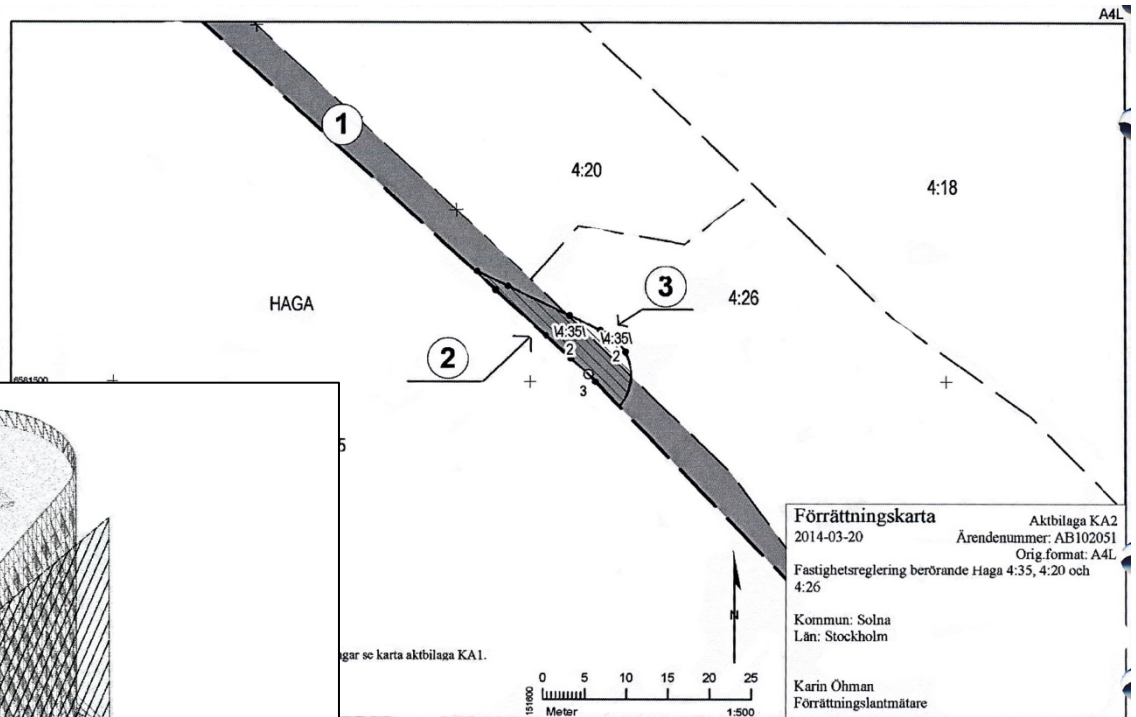 A4L
1
4:20
4:18
HAGA
3
4:26
\4:35\
2
\4:35\
2
2
3
6581500
5
Förrättningskarta
Aktbilaga KA2
2014-03-20
Ärendenummer: AB102051
Orig.format: A4L
Fastighetsreglering berörande Haga 4:35, 4:20 och
4:26
Kommun: Solna
Län: Stockholm
Karin Öhman
Förrättningslantmätare
N
se karta aktbilaga KA1.
0 5 10 15 20 25
Meter
1:500
151600